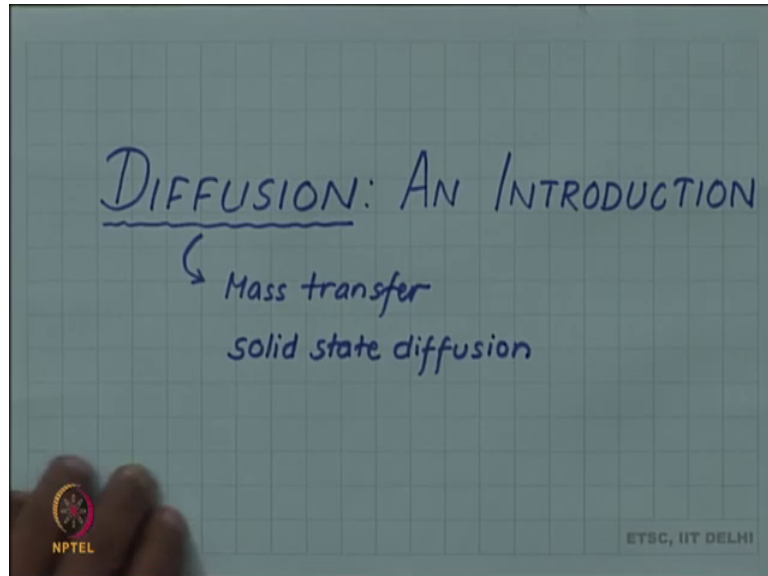 DIFFUSION: AN INTRODUCTION
Mass transfer
solid state diffusion
NPTEL
ETSC, IIT DELHI